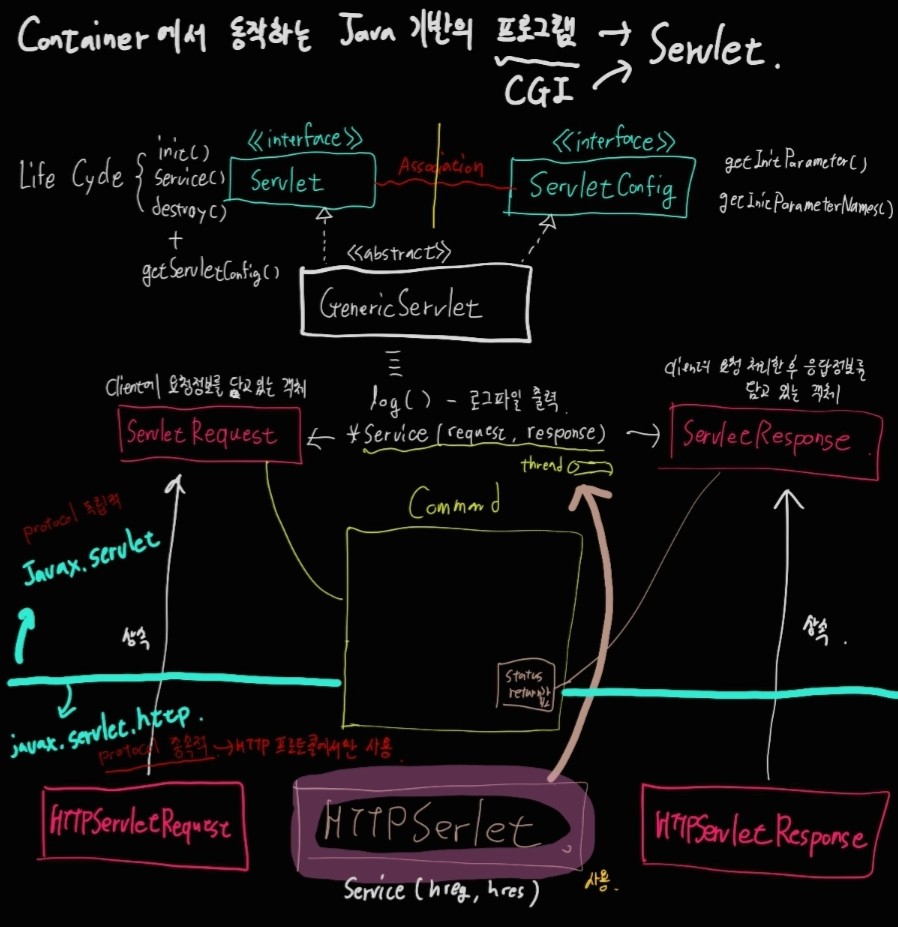 Container에서 동작하는 Java 기반의 프로그램 → Servlet.
CGI
<<interface>>
<<interface>>
Life Cycle { init()
service()
destroy()
+
getServletConfig()
Servlet
Association
ServletConfig
getInitParameter()
getInitParameterNames()
<<abstract>>
GenericServlet
Client의 요청정보를 담고 있는 객체
log() - 로그파일 출력.
Client의 요청 처리한 후 응답정보를
담고 있는 객체
ServletRequest
← *Service(request, response) →
ServletResponse
thread
Command
protocol 독립적
Javax.servlet
상속
상속.
status
return값
javax.servlet.http.
protocol 종속적 → HTTP 프로토콜에서만 사용
HTTPServletRequest
HTTPSerlet.
HTTPServletResponse
Service(hreq, hres)
사용.